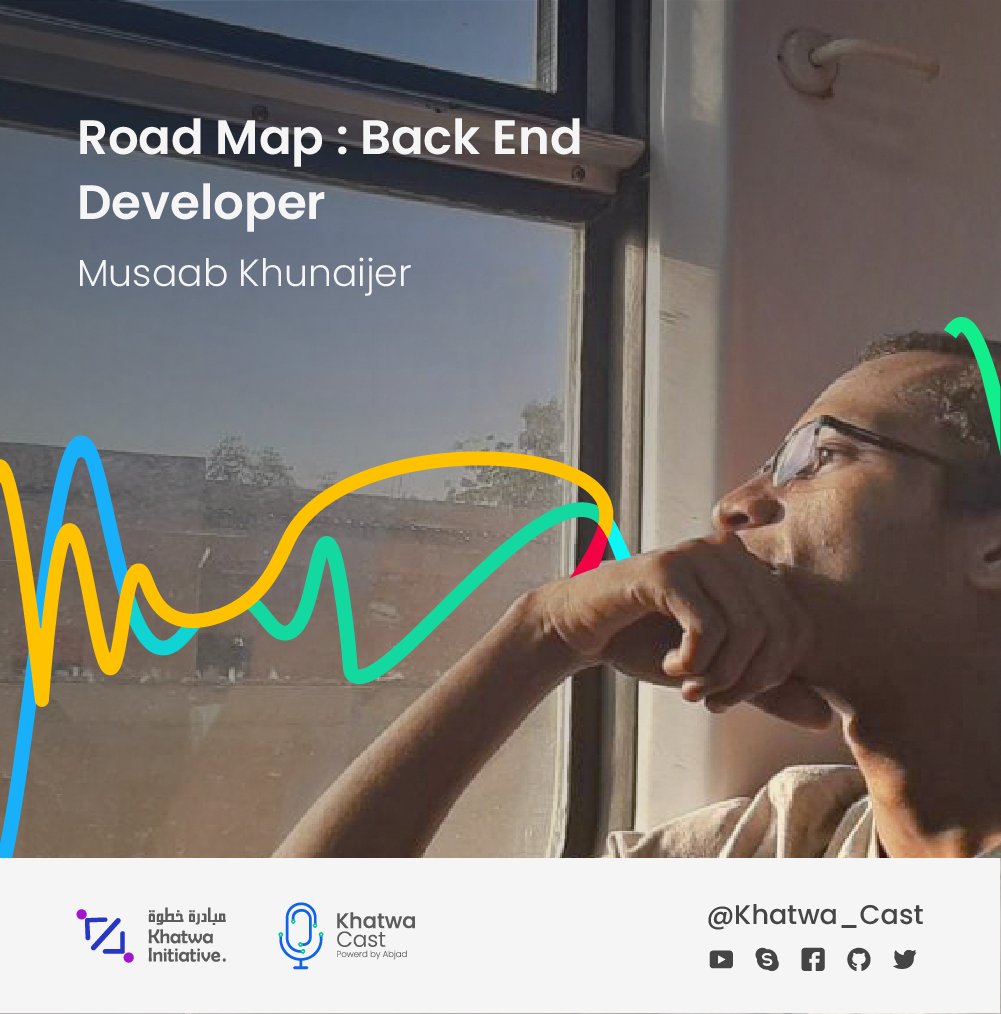 Road Map : Back End
Developer
Musaab Khunaijer
مبادرة خطوة
Khatwa
Initiative.
Khatwa
Cast
Powerd by Abjad
@Khatwa_Cast